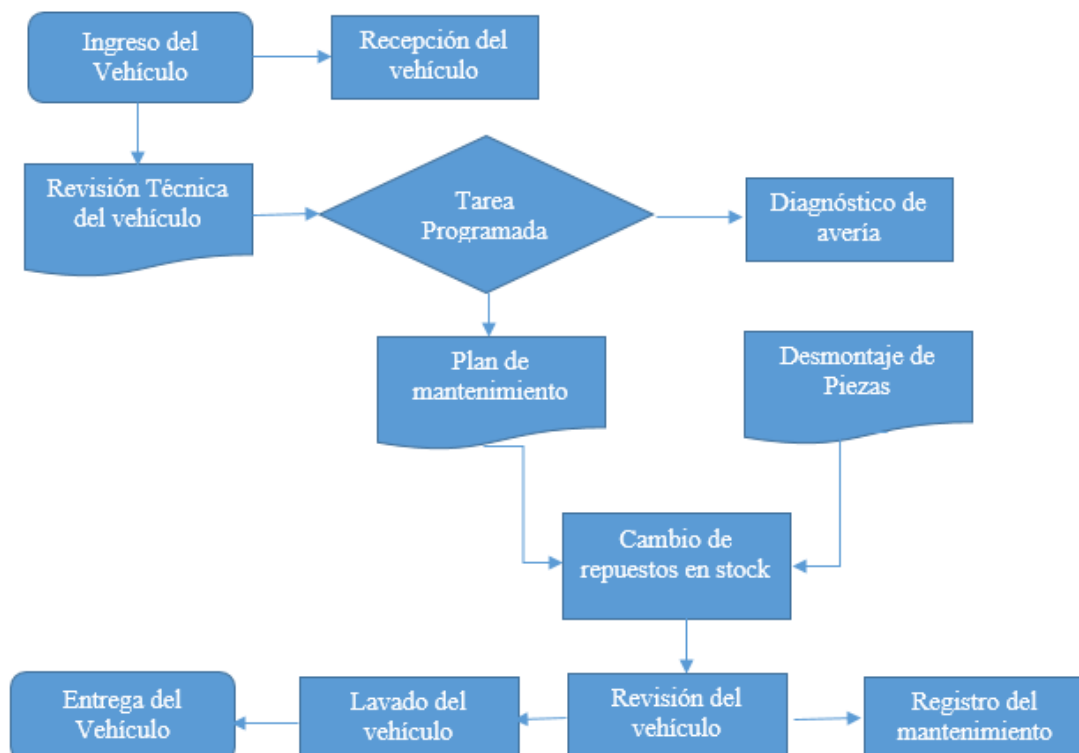 Ingreso del
Vehículo
Recepción del
vehículo
Revisión Técnica
del vehículo
Tarea
Programada
Diagnóstico de
avería
Plan de
mantenimiento
Desmontaje de
Piezas
Cambio de
repuestos en stock
Entrega del
Vehículo
Lavado del
vehículo
Revisión del
vehículo
Registro del
mantenimiento